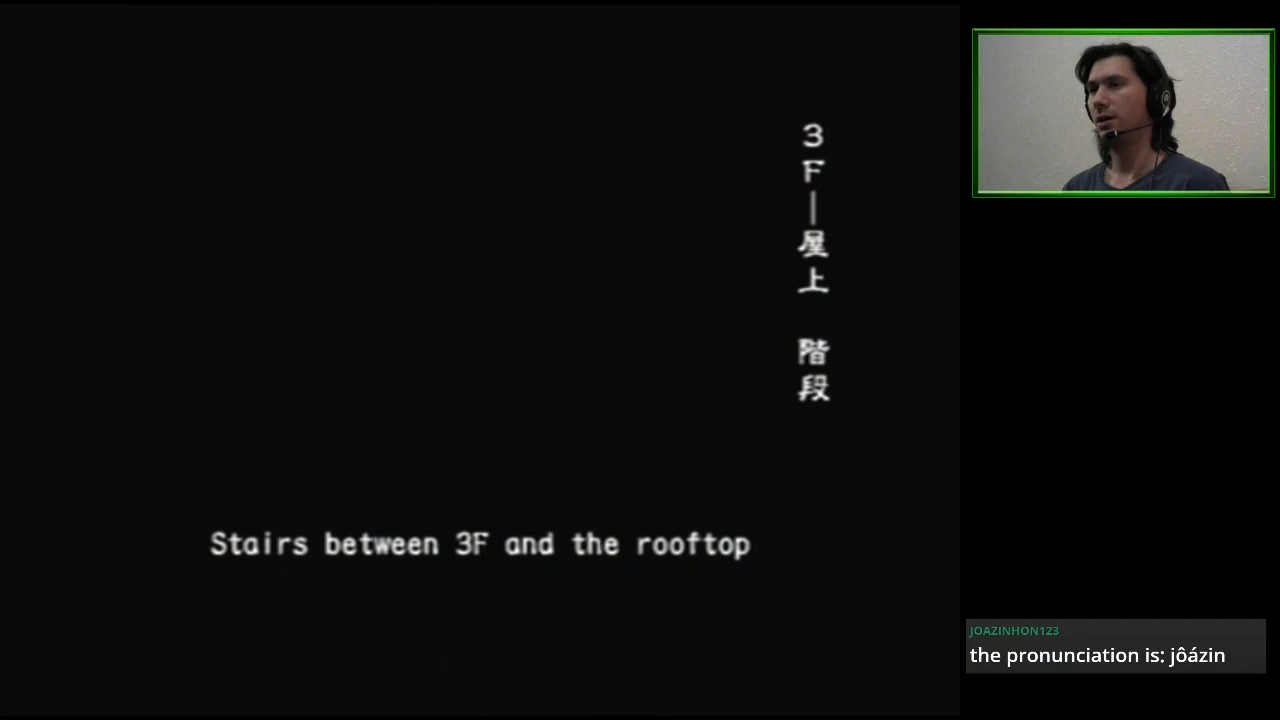 3F―屋上 階段
Stairs between 3F and the rooftop
JOAZINHON123
the pronunciation is: jôázin